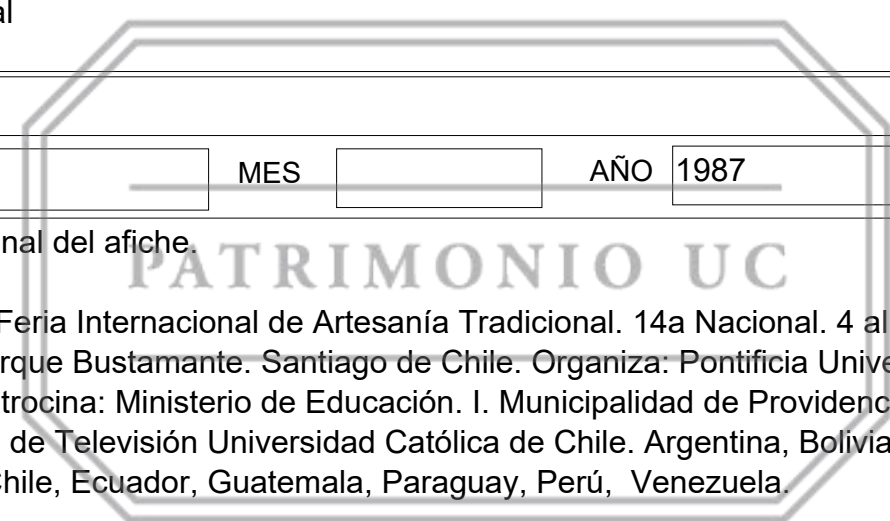 al
MES AÑO 1987
nal del afiche.
PATRIMONIO UC
Feria Internacional de Artesanía Tradicional. 14a Nacional. 4 al
rque Bustamante. Santiago de Chile. Organiza: Pontificia Unive
trocina: Ministerio de Educación. I. Municipalidad de Providenc
de Televisión Universidad Católica de Chile. Argentina, Bolivia
hile, Ecuador, Guatemala, Paraguay, Perú, Venezuela.